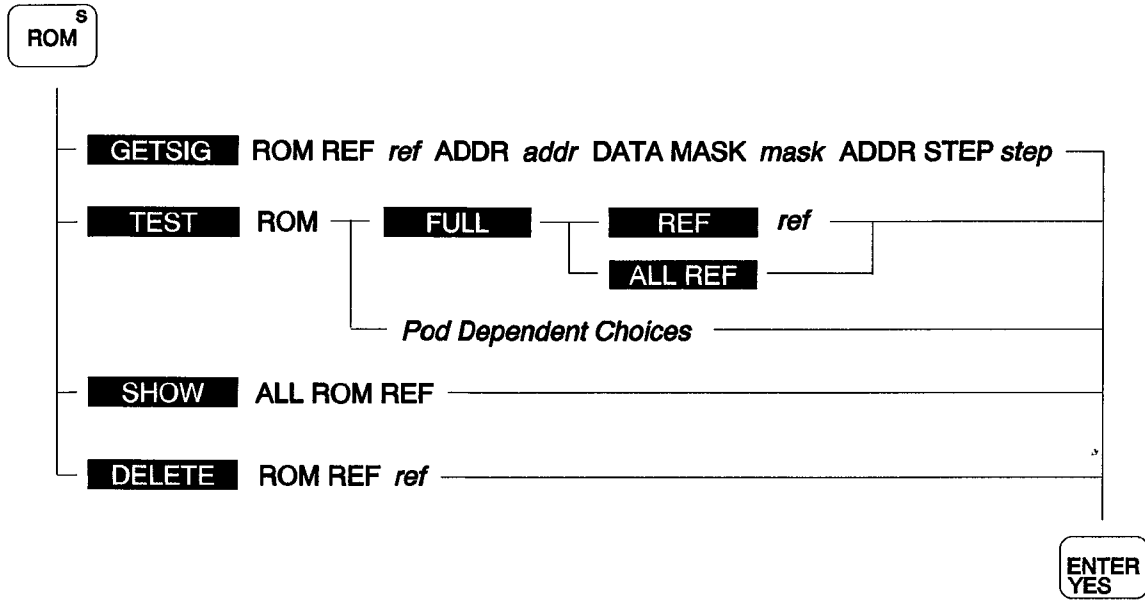 S
ROM
GETSIG ROM REF ref ADDR addr DATA MASK mask ADDR STEP step
TEST ROM FULL REF ref
ALL REF
Pod Dependent Choices
SHOW ALL ROM REF
DELETE ROM REF ref
ENTER
YES